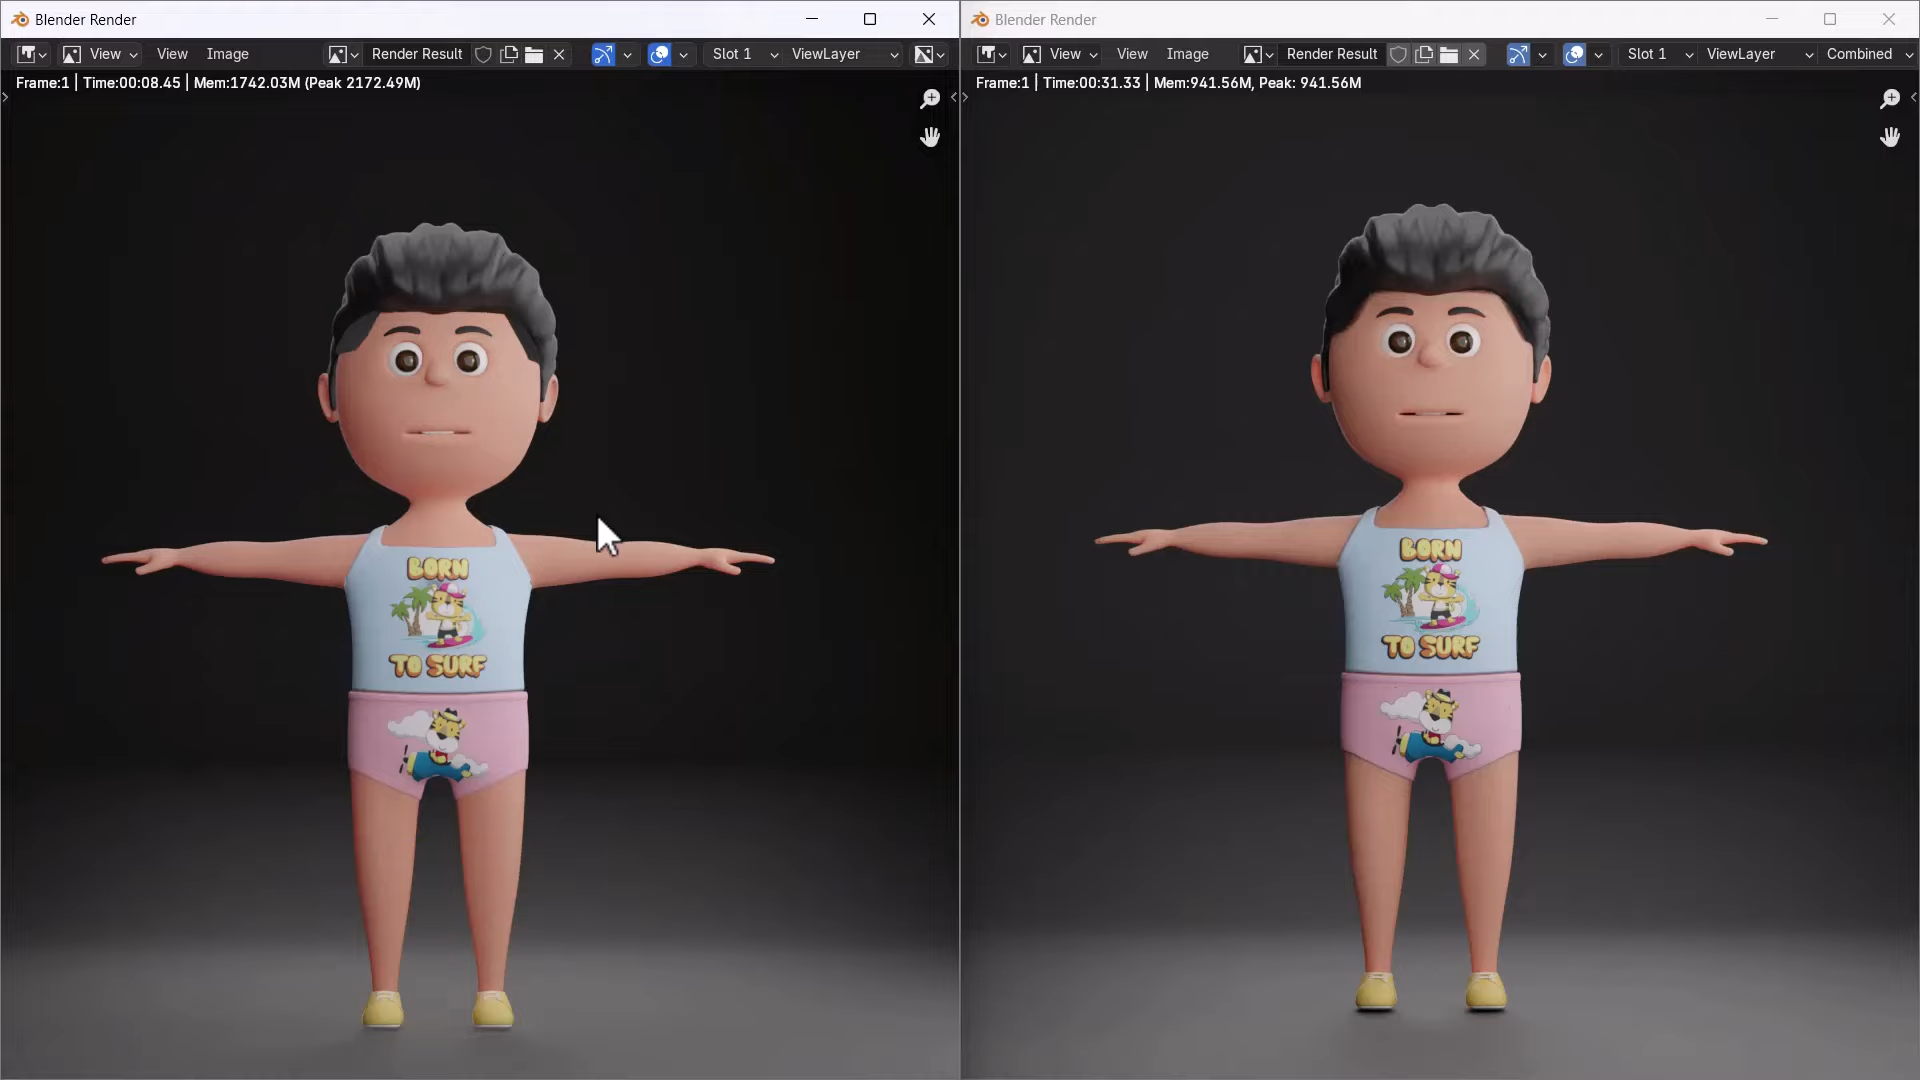 Blender Render
View View Image Render Result Slot 1 ViewLayer
Frame:1 | Time:00:08.45 | Mem:1742.03M (Peak 2172.49M)
BORN
TO SURF
Blender Render
View View Image Render Result Slot 1 ViewLayer Combined
Frame:1 | Time:00:31.33 | Mem:941.56M, Peak: 941.56M
BORN
TO SURF